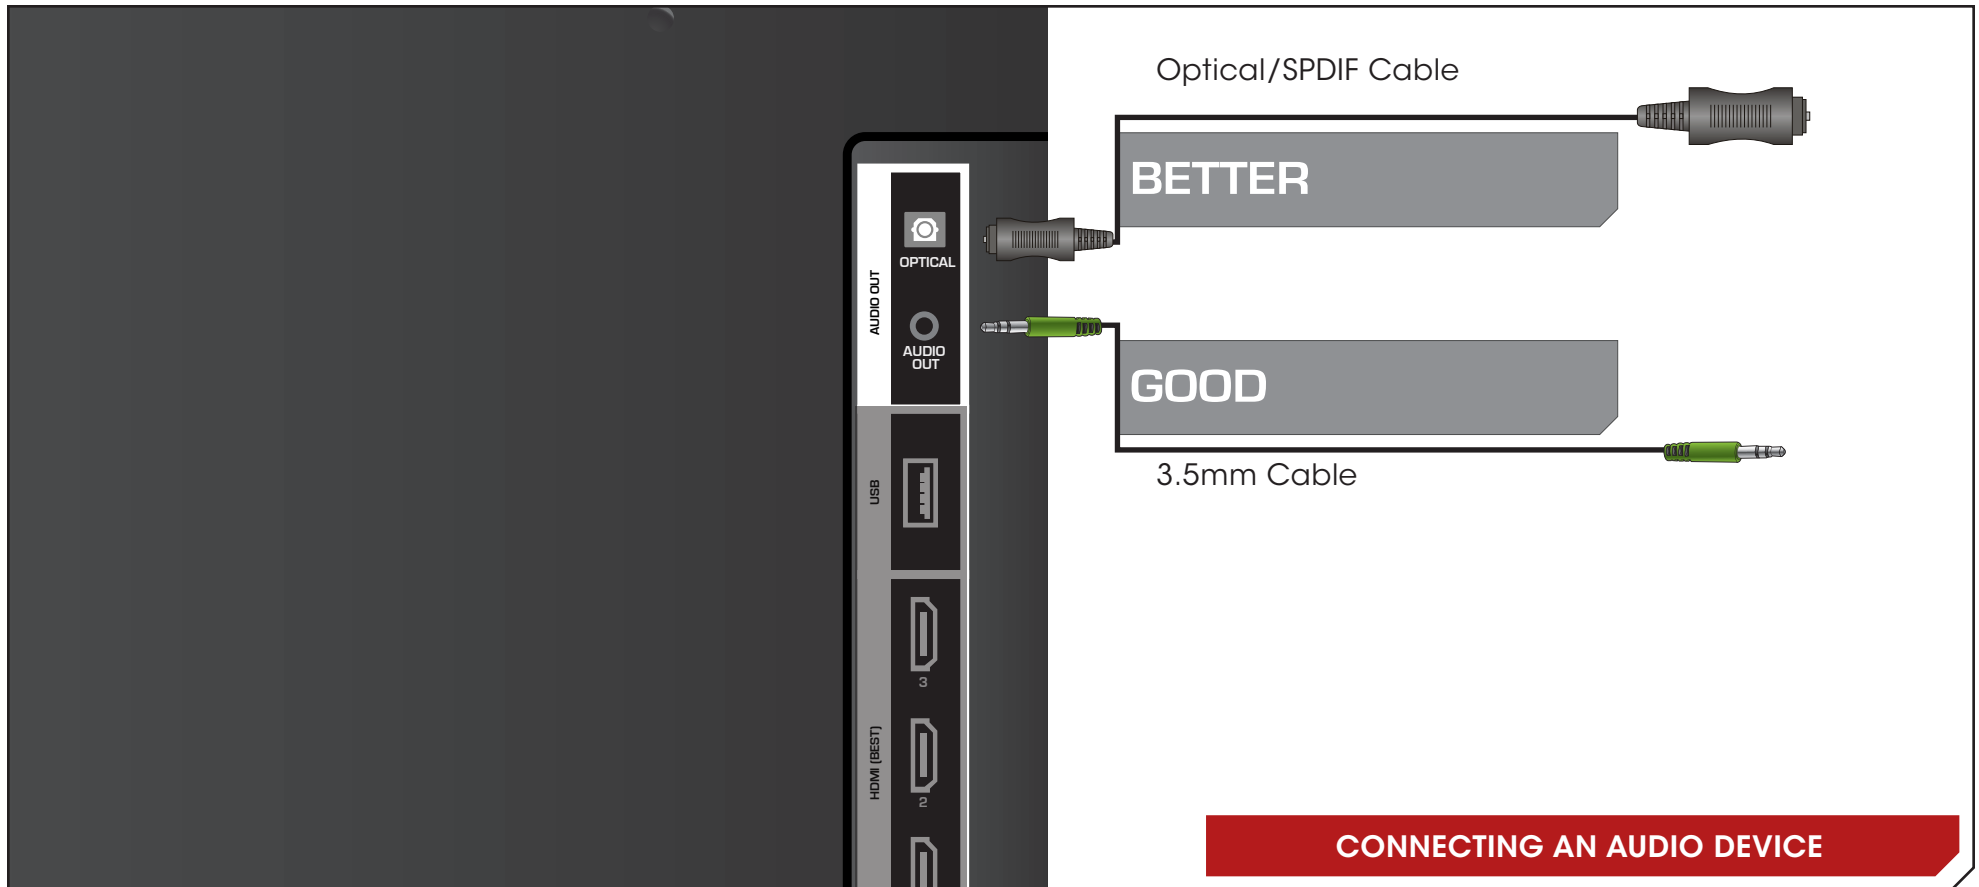 Optical/SPDIF Cable
BETTER
OPTICAL
AUDIO OUT
AUDIO
OUT
GOOD
3.5mm Cable
USB
3
HDMI (BEST)
2
CONNECTING AN AUDIO DEVICE